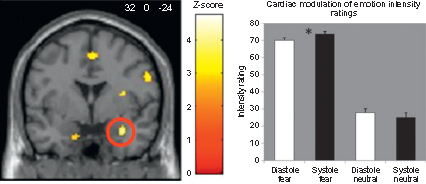 32 0 -24
Z-score
4
3
2
1
0
Cardiac modulation of emotion intensity
ratings
Intensity rating
80
70
60
50
40
30
20
10
0
*
Diastole
fear
Systole
fear
Diastole
neutral
Systole
neutral